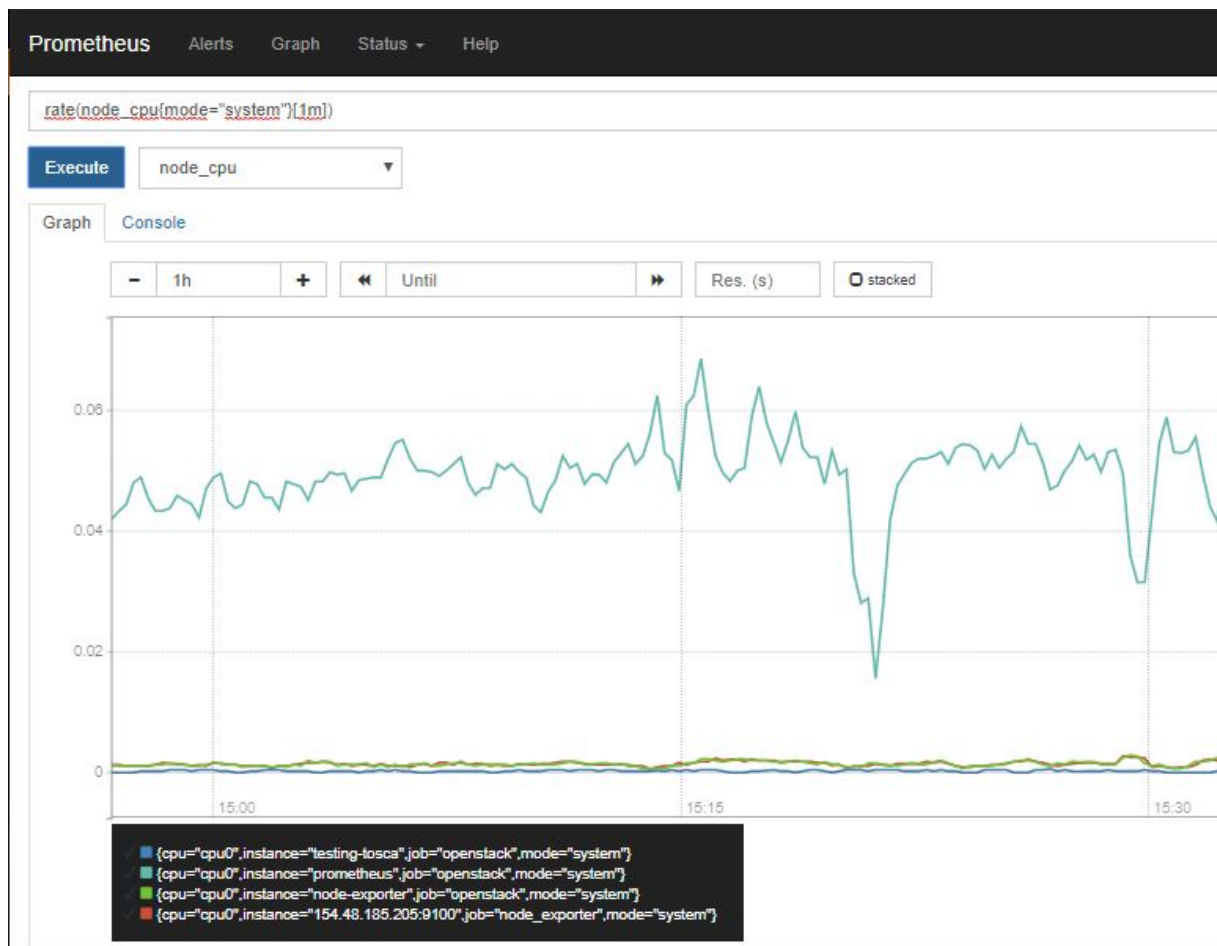 Prometheus Alerts Graph Status Help
rate(node_cpu{mode="system"}[1m])
Execute node_cpu
Graph Console
− 1h + Until Res. (s) stacked
0.06
0.04
0.02
0
15:00 15:15 15:30
{cpu="cpu0",instance="testing-tosca",job="openstack",mode="system"}
{cpu="cpu0",instance="prometheus",job="openstack",mode="system"}
{cpu="cpu0",instance="node-exporter",job="openstack",mode="system"}
{cpu="cpu0",instance="154.48.185.205:9100",job="node_exporter",mode="system"}